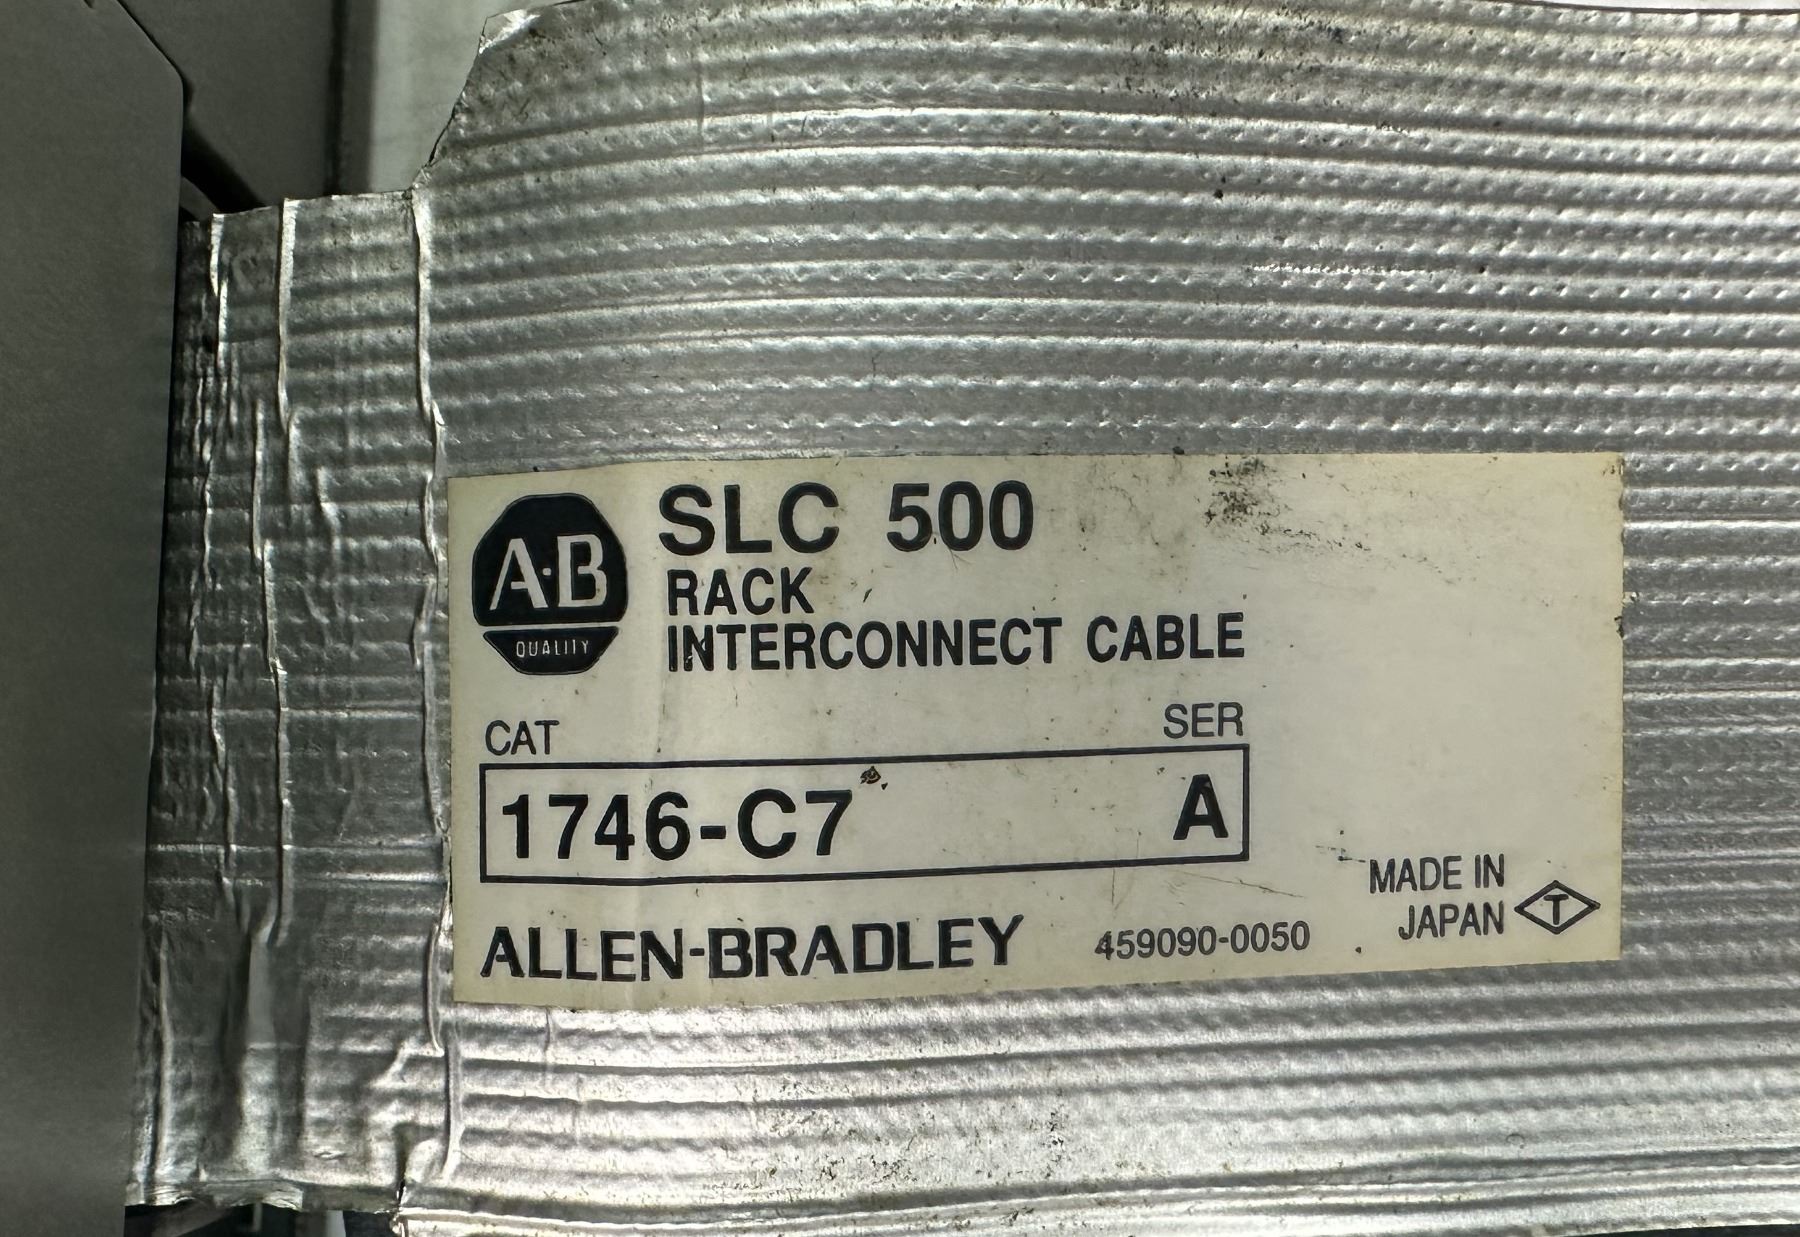 A·B
QUALITY
SLC 500
RACK
INTERCONNECT CABLE
CAT SER
1746-C7 A
ALLEN-BRADLEY 459090-0050
MADE IN
JAPAN
T